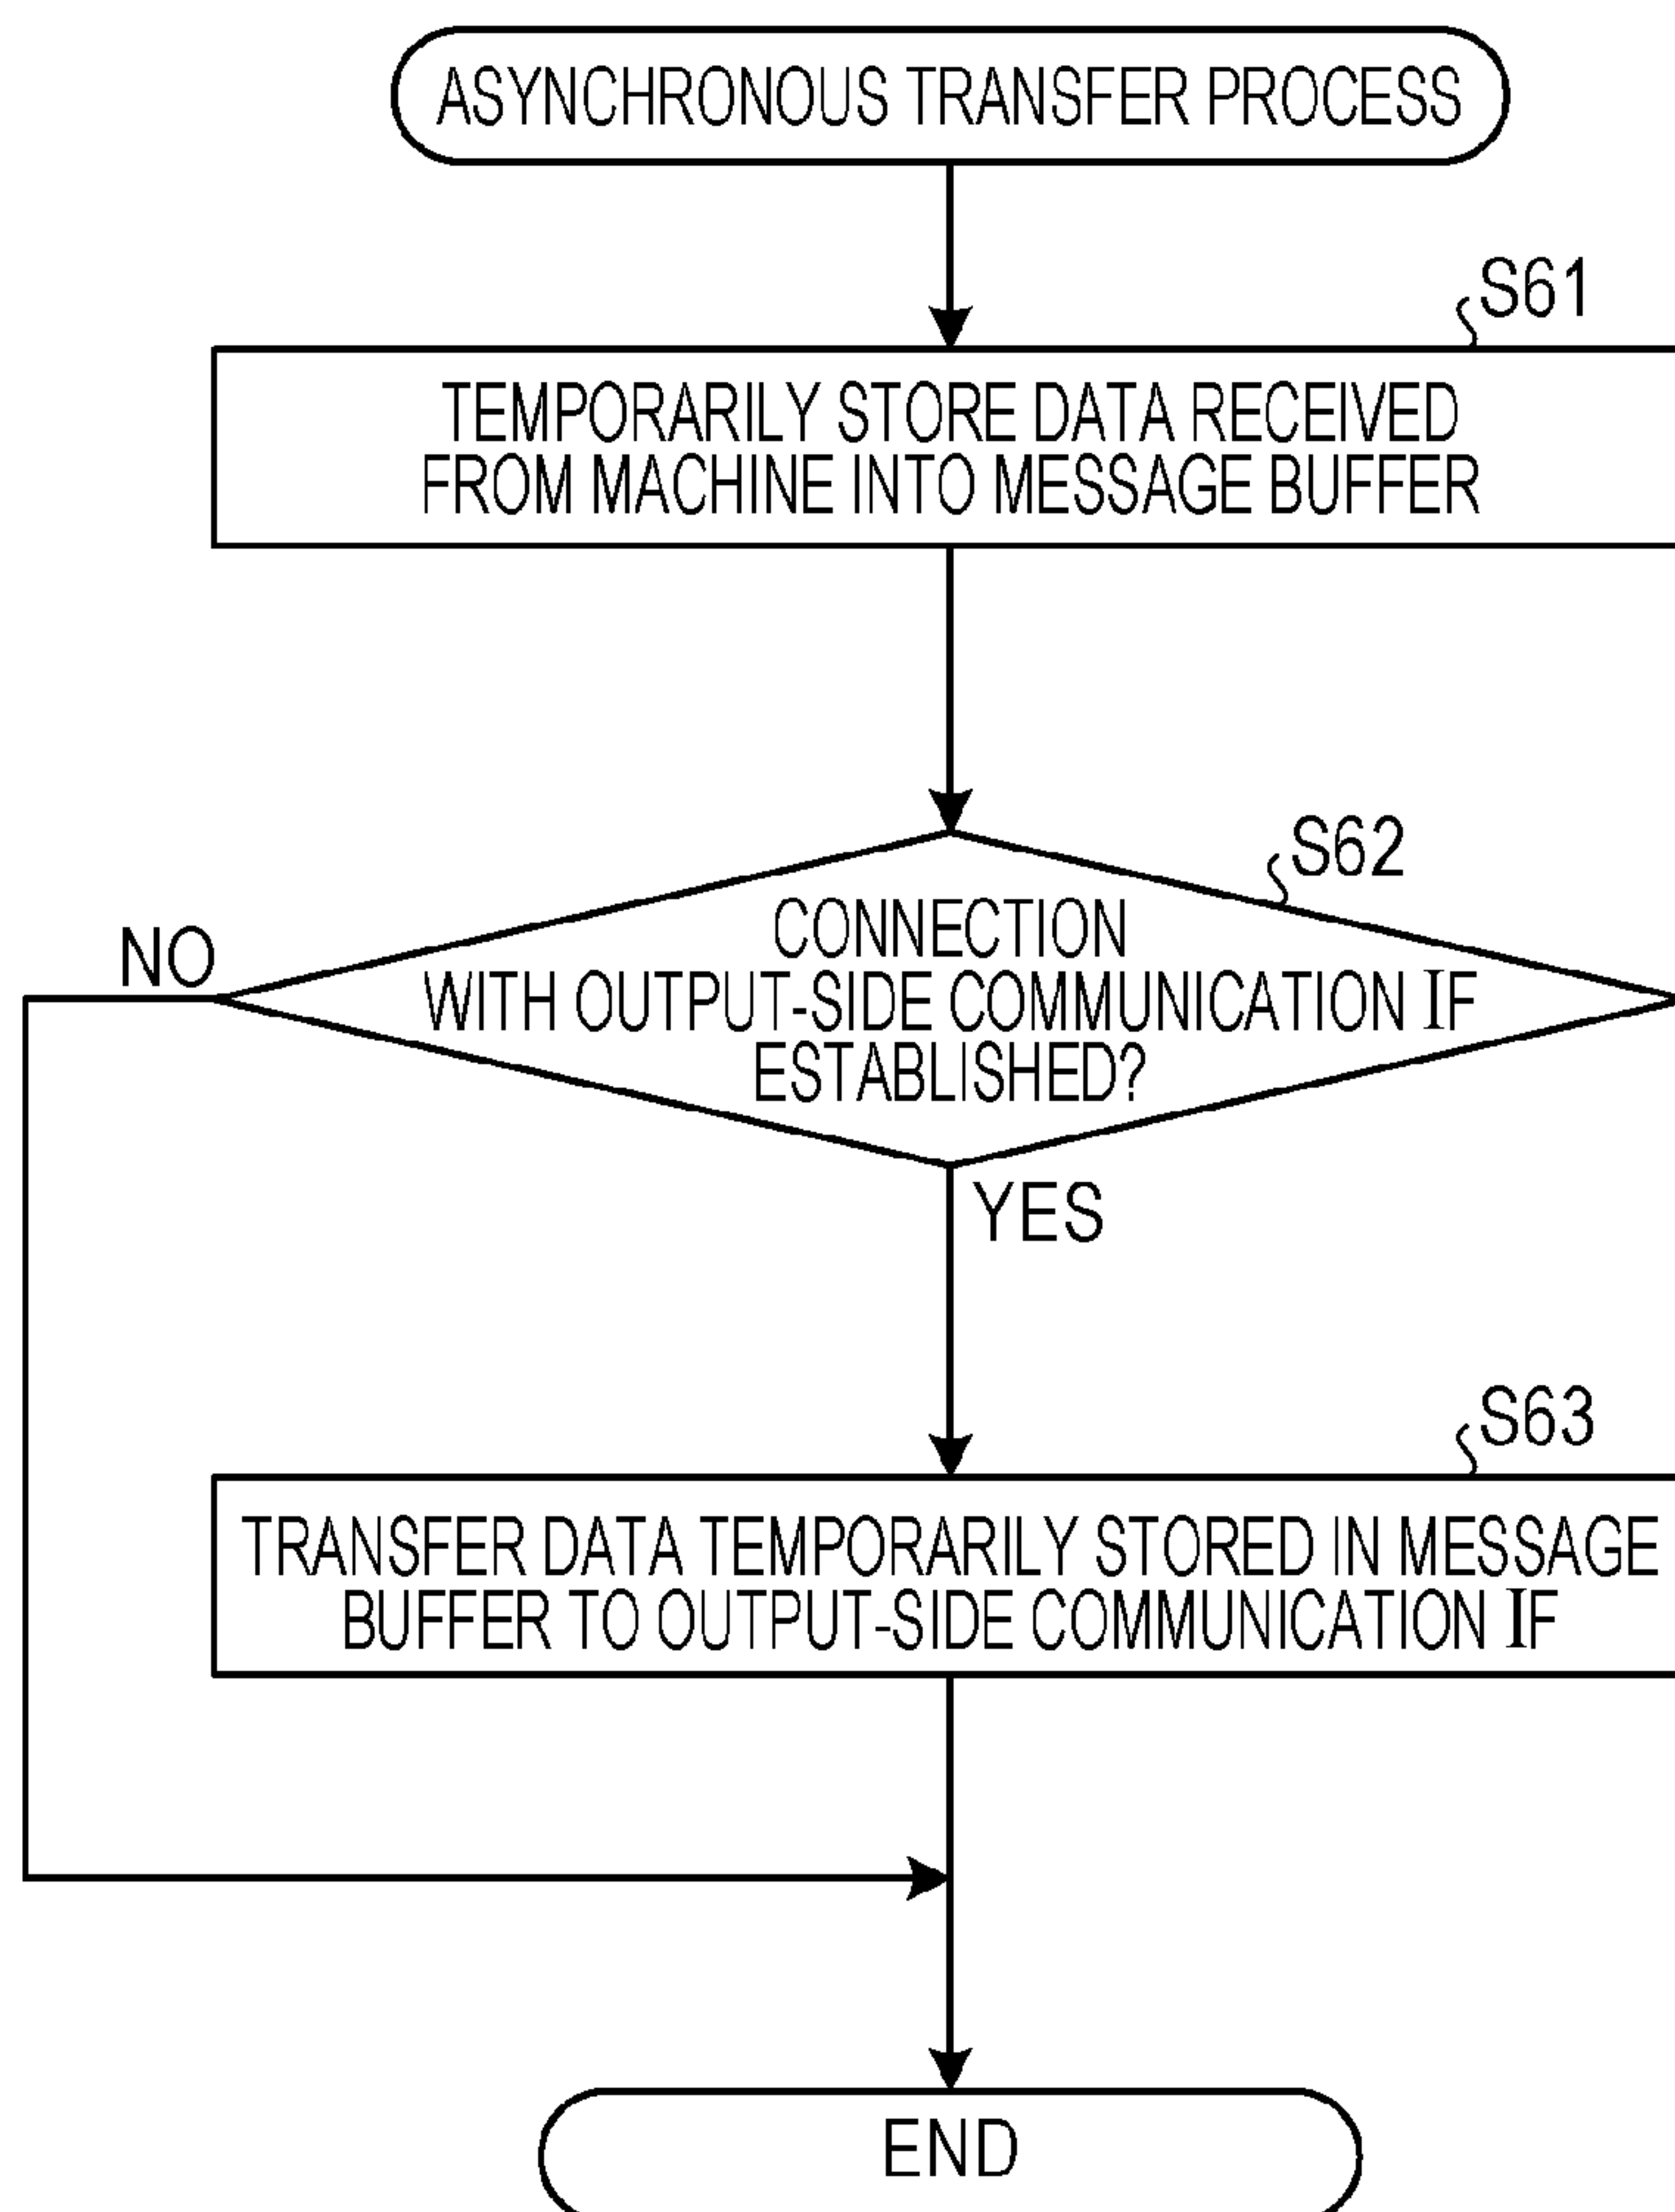 ASYNCHRONOUS TRANSFER PROCESS
S61
TEMPORARILY STORE DATA RECEIVED
FROM MACHINE INTO MESSAGE BUFFER
S62
CONNECTION
NO
WITH OUTPUT-SIDE COMMUNICATION IF
ESTABLISHED?
YES
S63
TRANSFER DATA TEMPORARILY STORED IN MESSAGE
BUFFER TO OUTPUT-SIDE COMMUNICATION IF
END